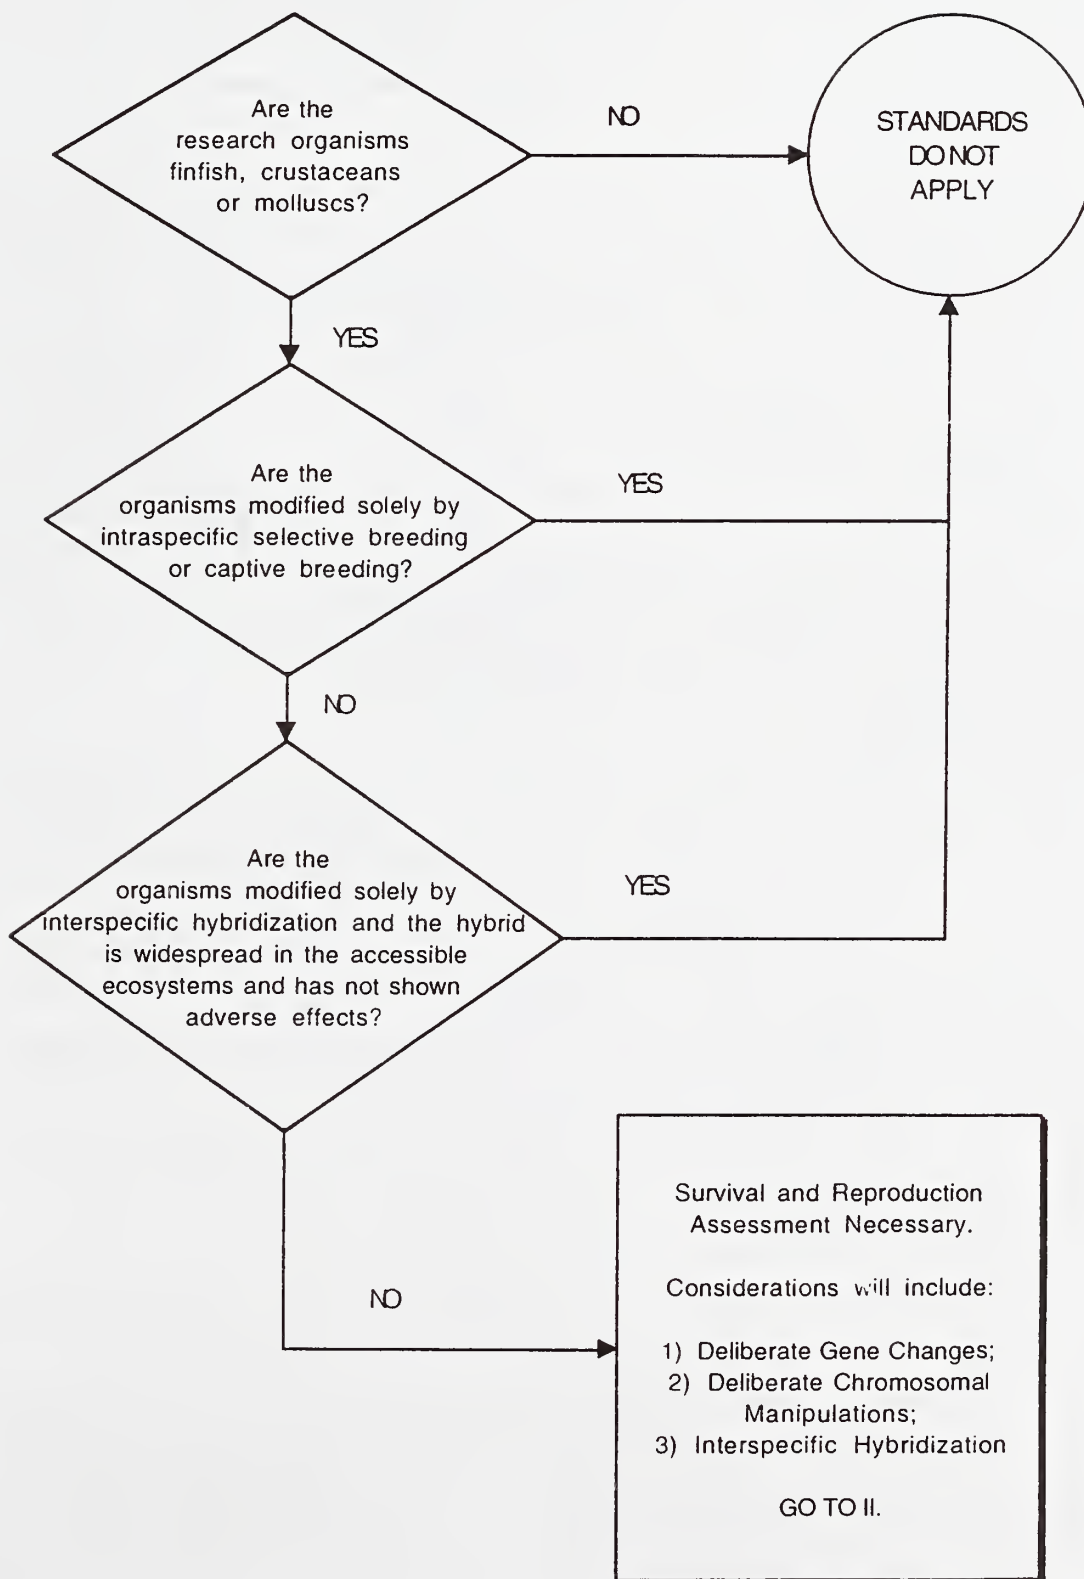 Are the
research organisms
finfish, crustaceans
or molluscs?
NO
STANDARDS
DO NOT
APPLY
YES
Are the
organisms modified solely by
intraspecific selective breeding
or captive breeding?
YES
NO
Are the
organisms modified solely by
interspecific hybridization and the hybrid
is widespread in the accessible
ecosystems and has not shown
adverse effects?
YES
NO
Survival and Reproduction
Assessment Necessary.
Considerations will include:
1) Deliberate Gene Changes;
2) Deliberate Chromosomal
Manipulations;
3) Interspecific Hybridization
GO TO II.